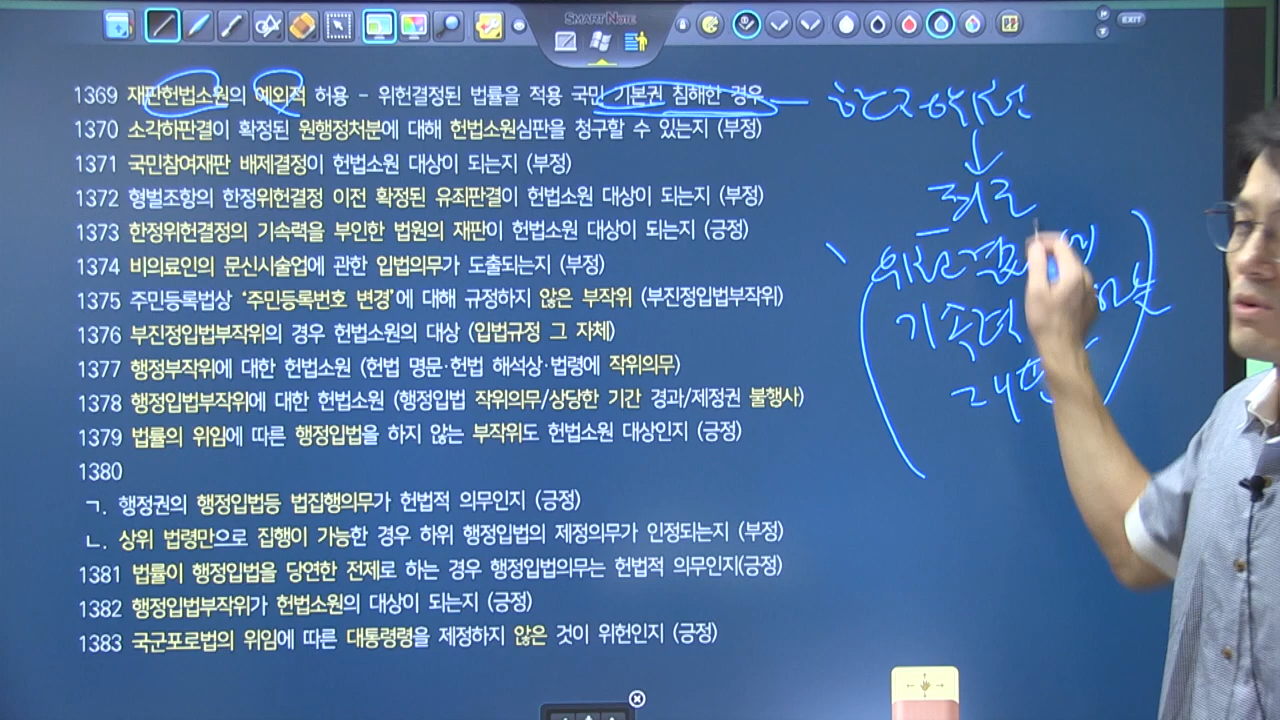 SMART NOTE
EXIT
1369 재판헌법소원의 예외적 허용 - 위헌결정된 법률을 적용 국민 기본권 침해한 경우
1370 소각하판결이 확정된 원행정처분에 대해 헌법소원심판을 청구할 수 있는지 (부정)
1371 국민참여재판 배제결정이 헌법소원 대상이 되는지 (부정)
1372 형벌조항의 한정위헌결정 이전 확정된 유죄판결이 헌법소원 대상이 되는지 (부정)
1373 한정위헌결정의 기속력을 부인한 법원의 재판이 헌법소원 대상이 되는지 (긍정)
1374 비의료인의 문신시술업에 관한 입법의무가 도출되는지 (부정)
1375 주민등록법상 ‘주민등록번호 변경’에 대해 규정하지 않은 부작위 (부진정입법부작위)
1376 부진정입법부작위의 경우 헌법소원의 대상 (입법규정 그 자체)
1377 행정부작위에 대한 헌법소원 (헌법 명문·헌법 해석상·법령에 작위의무)
1378 행정입법부작위에 대한 헌법소원 (행정입법 작위의무/상당한 기간 경과/제정권 불행사)
1379 법률의 위임에 따른 행정입법을 하지 않는 부작위도 헌법소원 대상인지 (긍정)
1380
ㄱ. 행정권의 행정입법등 법집행의무가 헌법적 의무인지 (긍정)
ㄴ. 상위 법령만으로 집행이 가능한 경우 하위 행정입법의 제정의무가 인정되는지 (부정)
1381 법률이 행정입법을 당연한 전제로 하는 경우 행정입법의무는 헌법적 의무인지(긍정)
1382 행정입법부작위가 헌법소원의 대상이 되는지 (긍정)
1383 국군포로법의 위임에 따른 대통령령을 제정하지 않은 것이 위헌인지 (긍정)
최근
기속력